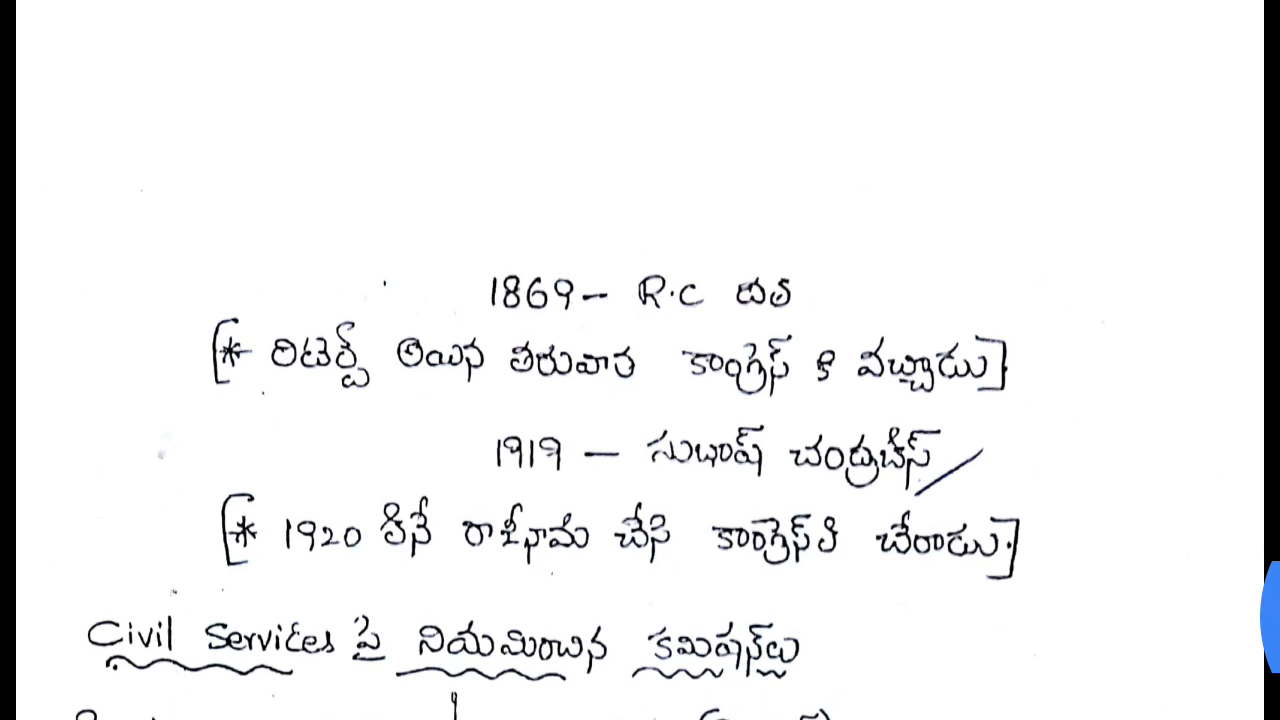 1869 - R.C దత్
[* రిటైర్డ్ అయిన తరువాత కాంగ్రెస్ కి వచ్చాడు]
1919 - సుభాష్ చంద్రబోస్
[* 1920 లోనే రాజీనామా చేసి కాంగ్రెస్ లో చేరాడు.]
Civil Services పై నియమించిన కమిషన్‌లు